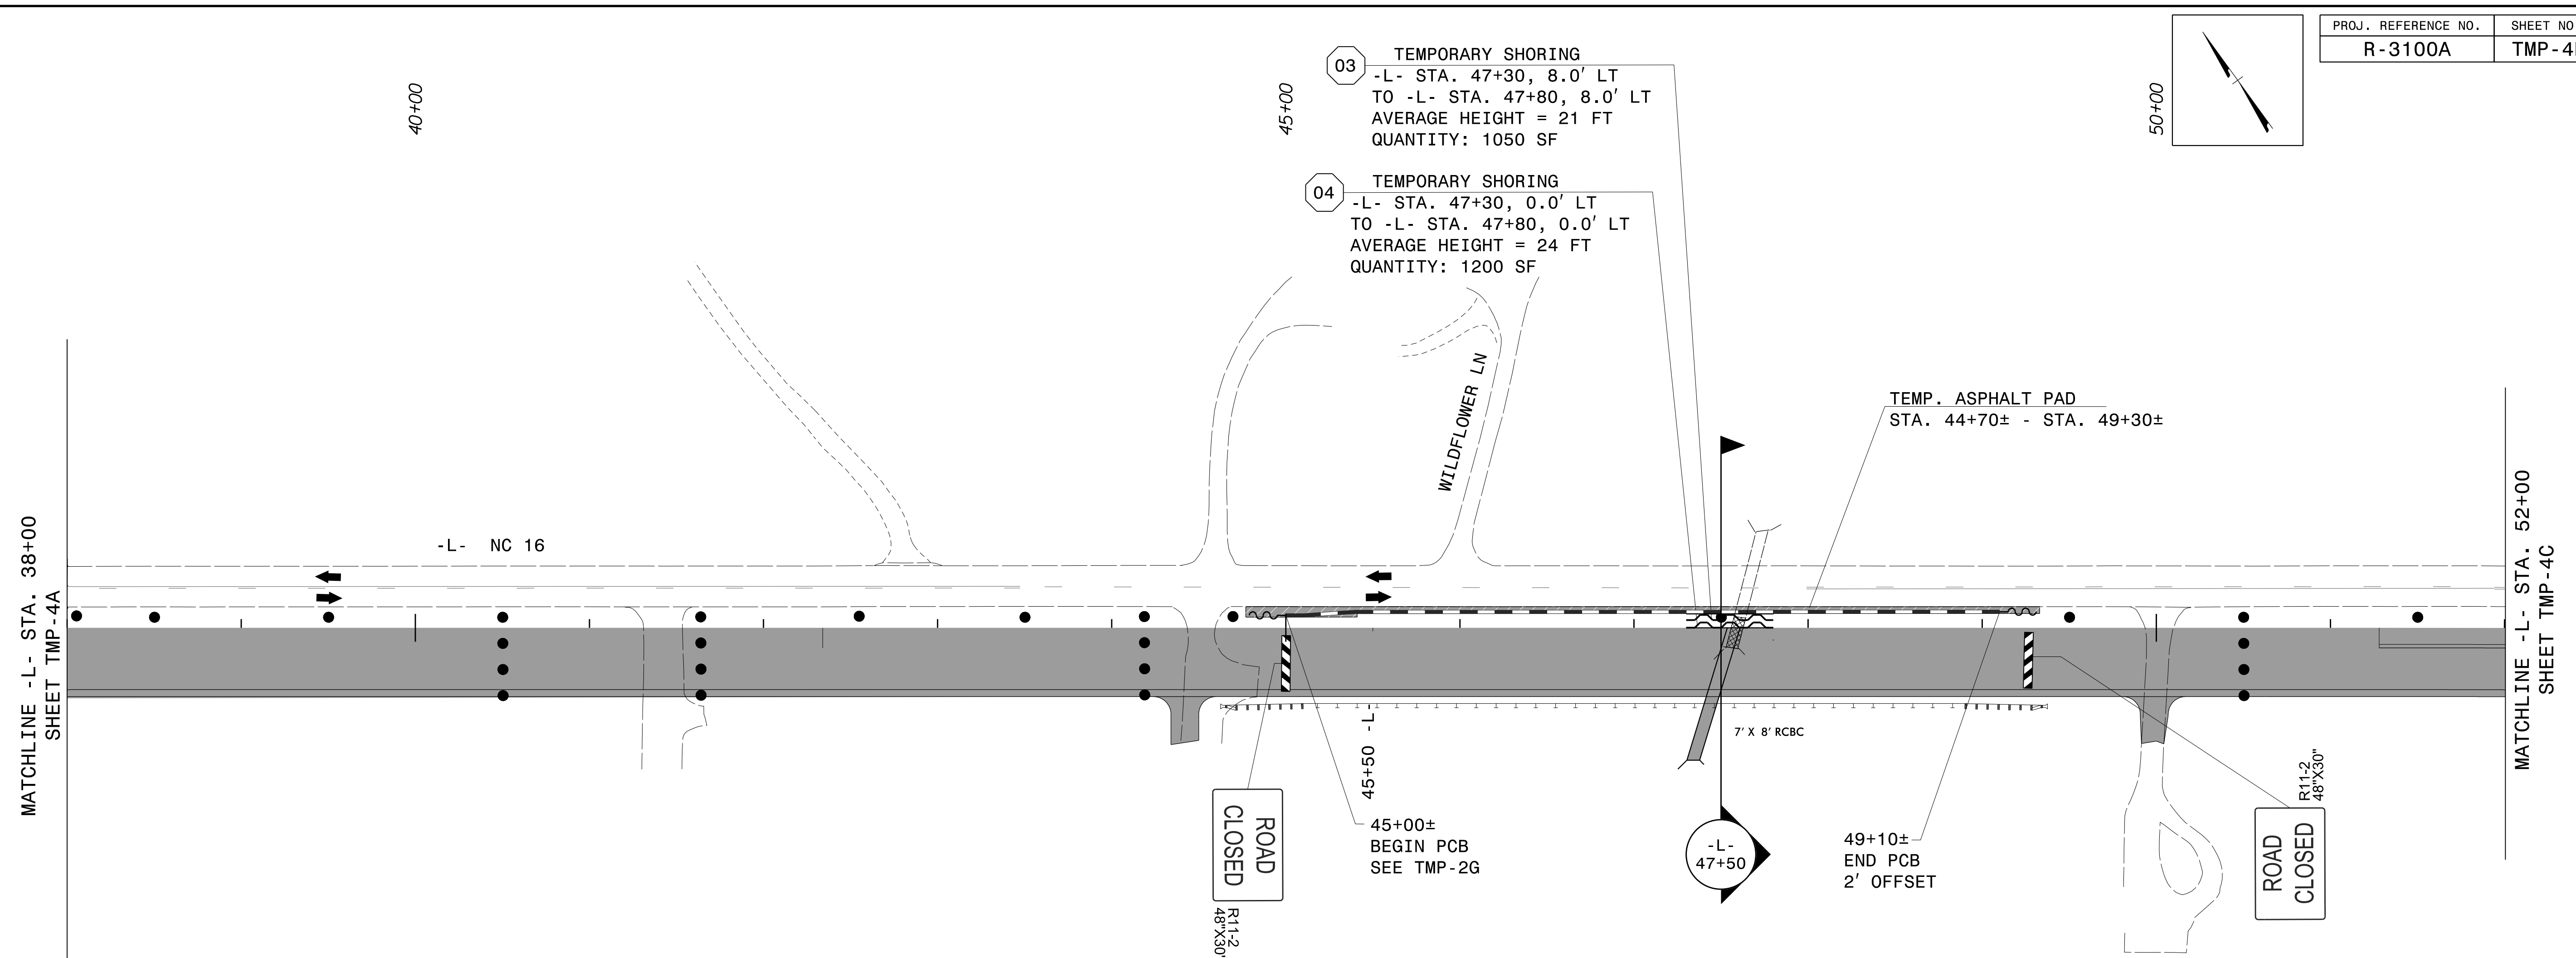 PROJ. REFERENCE NO.
SHEET NO
R-3100A
40+00
45+00
50+00
03
TEMPORARY SHORING
-L- STA. 47+30, 8.0' LT
TO -L- STA. 47+80, 8.0' LT
AVERAGE HEIGHT = 21 FT
QUANTITY: 1050 SF
04
TEMPORARY SHORING
-L- STA. 47+30, 0.0' LT
TO -L- STA. 47+80, 0.0' LT
AVERAGE HEIGHT = 24 FT
QUANTITY: 1200 SF
WILDFLOWER LN
TEMP. ASPHALT PAD
STA. 44+70± - STA. 49+30±
MATCHLINE -L- STA. 38+00
SHEET TMP-4A
-L- NC 16
MATCHLINE -L- STA. 52+00
SHEET TMP-4C
7' X 8' RCBC
45+50 -L-
ROAD
CLOSED
R11-2
48"X30"
45+00±
BEGIN PCB
SEE TMP-2G
-L-
47+50
49+10±
END PCB
2' OFFSET
R11-2
48"X30"
ROAD
CLOSED